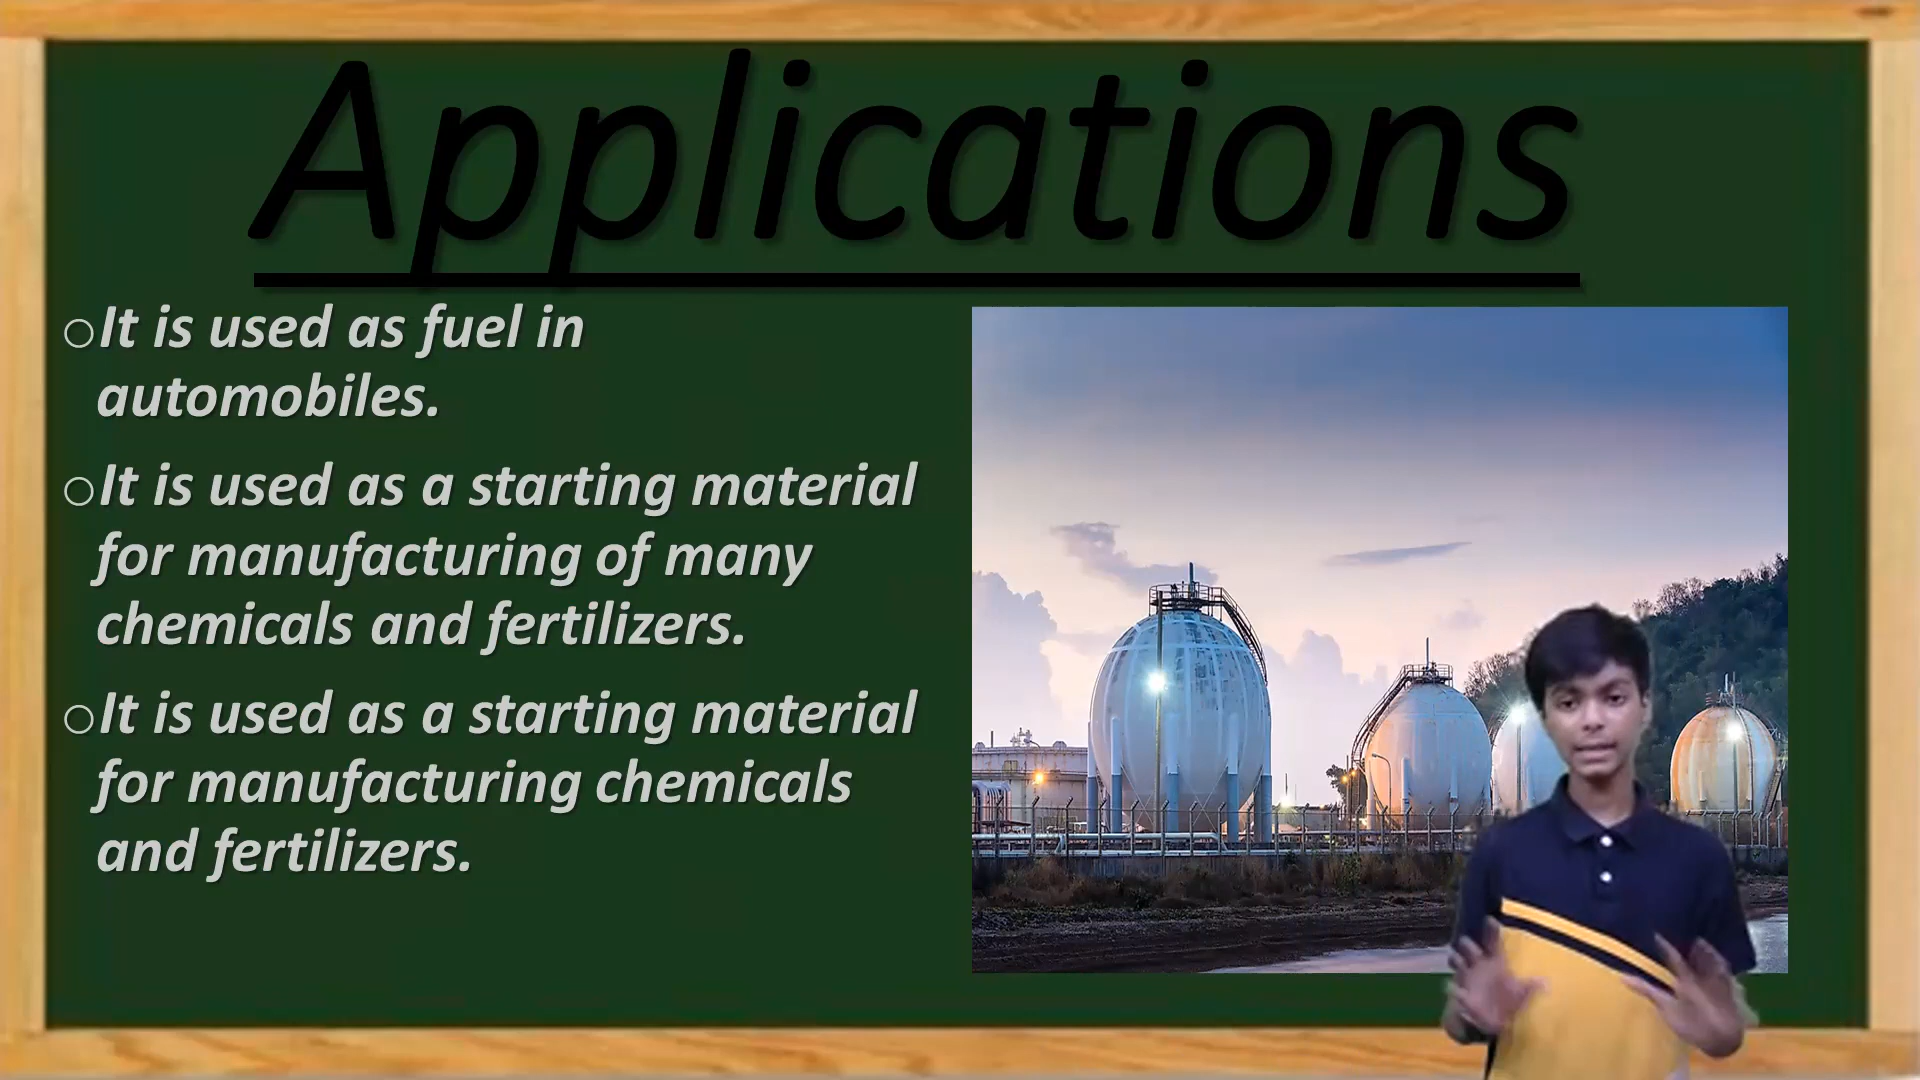 Applications
It is used as fuel in
automobiles.
It is used as a starting material
for manufacturing of many
chemicals and fertilizers.
It is used as a starting material
for manufacturing chemicals
and fertilizers.